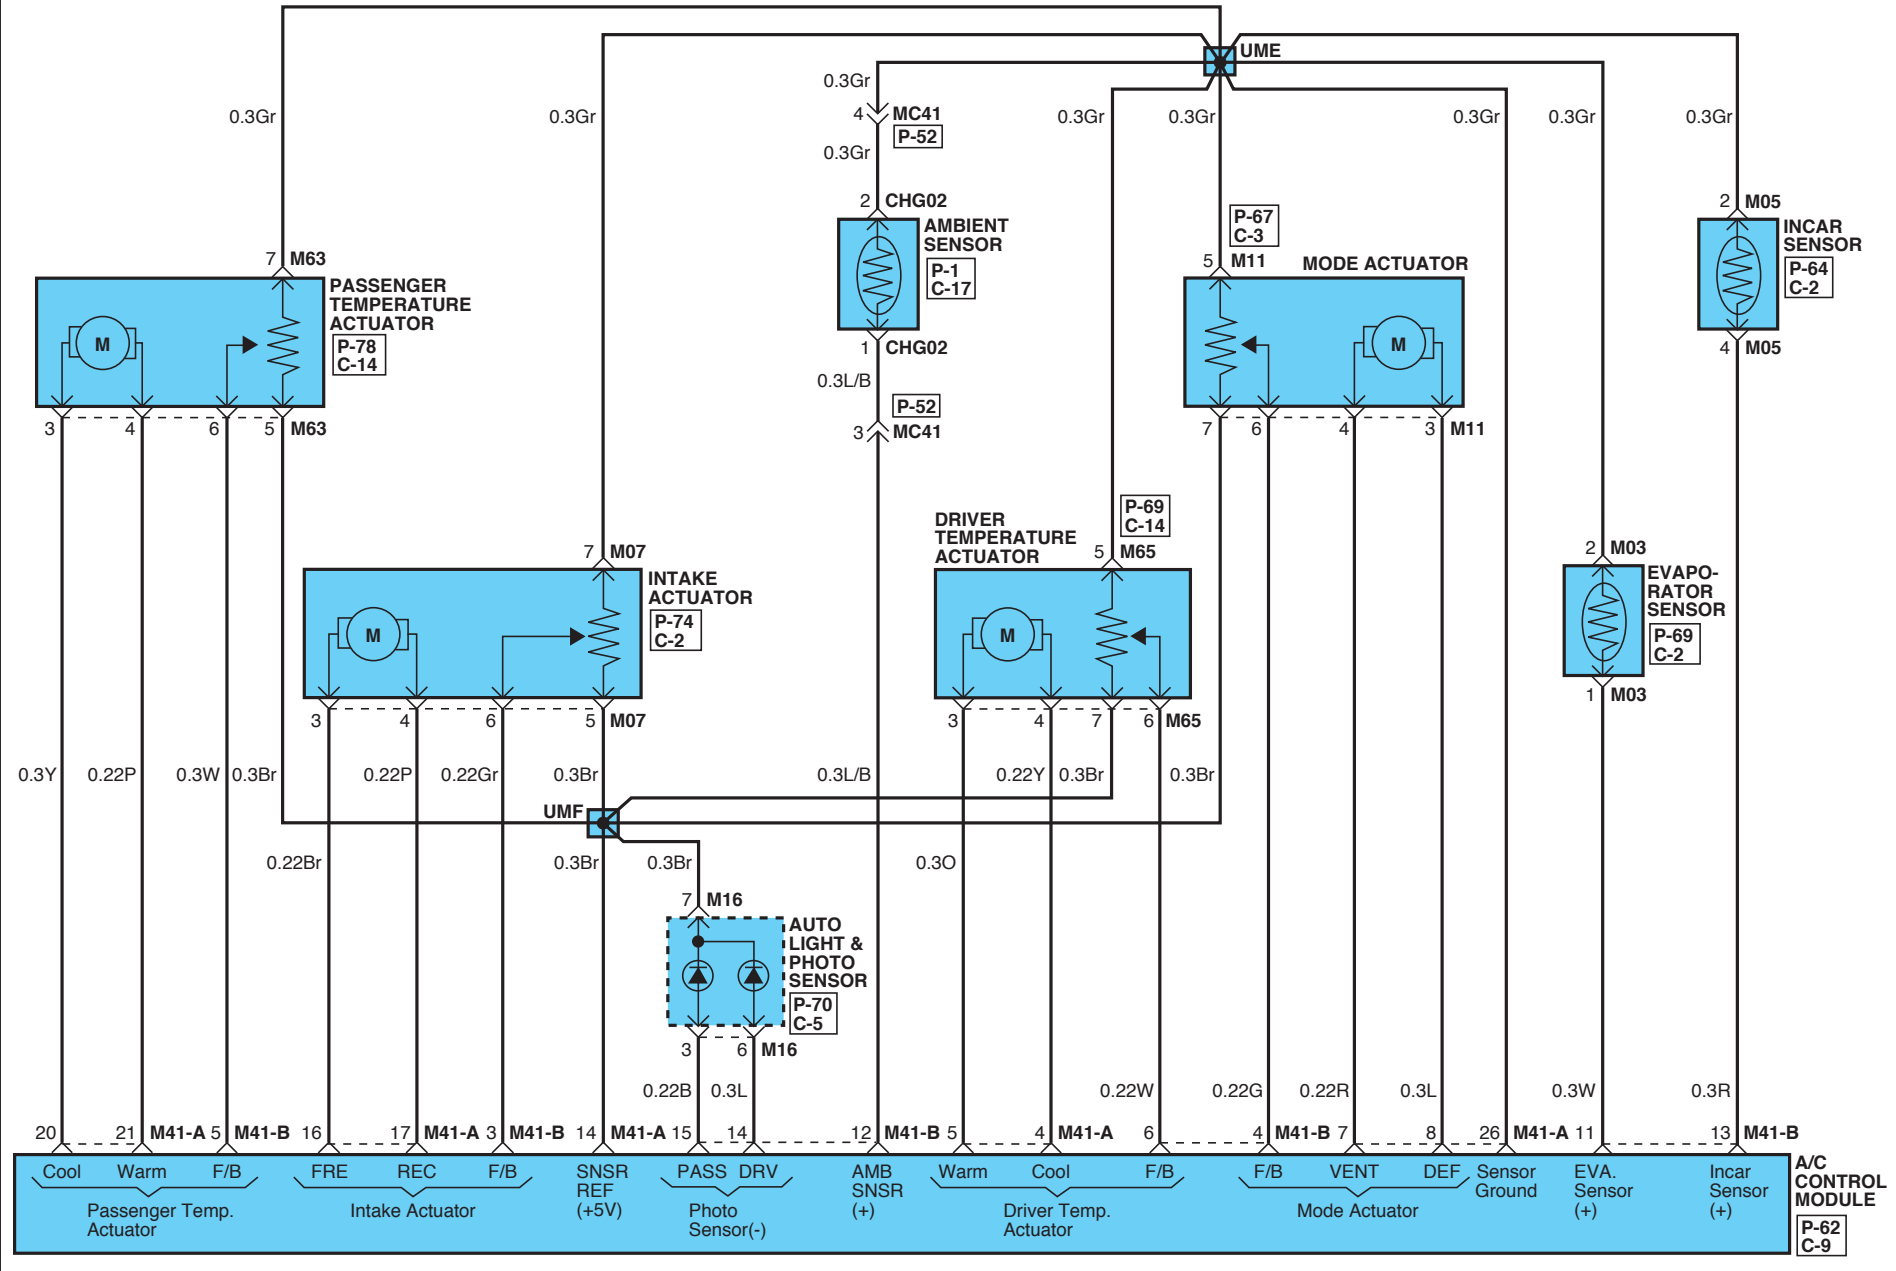 UME
0.3Gr
4 MC41
P-52
0.3Gr
0.3Gr
0.3Gr
0.3Gr
0.3Gr
0.3Gr
0.3Gr
0.3Gr
2 CHG02
AMBIENT
SENSOR
P-1
C-17
1 CHG02
0.3L/B
P-52
3 MC41
P-67
C-3
5 M11
MODE ACTUATOR
M
7 6 4 3 M11
2 M05
INCAR
SENSOR
P-64
C-2
4 M05
7 M63
PASSENGER
TEMPERATURE
ACTUATOR
P-78
C-14
M
3 4 6 5 M63
7 M07
INTAKE
ACTUATOR
P-74
C-2
M
3 4 6 5 M07
DRIVER
TEMPERATURE
ACTUATOR
P-69
C-14
5 M65
M
3 4 7 6 M65
2 M03
EVAPO-
RATOR
SENSOR
P-69
C-2
1 M03
0.3Y 0.22P 0.3W 0.3Br 0.22P 0.22Gr 0.3Br 0.3L/B 0.22Y 0.3Br 0.3Br
UMF
0.22Br 0.3Br 0.3Br 0.3O
7 M16
AUTO
LIGHT &
PHOTO
SENSOR
P-70
C-5
3 6 M16
0.22B 0.3L 0.22W 0.22G 0.22R 0.3L 0.3W 0.3R
20 21 M41-A 5 M41-B 16 17 M41-A 3 M41-B 14 M41-A 15 14 12 M41-B 5 4 M41-A 6 4 M41-B 7 8 26 M41-A 11 13 M41-B
Cool Warm F/B
Passenger Temp.
Actuator
FRE REC F/B
Intake Actuator
SNSR
REF
(+5V)
PASS DRV
Photo
Sensor(-)
AMB
SNSR
(+)
Warm Cool F/B
Driver Temp.
Actuator
F/B VENT DEF
Mode Actuator
Sensor
Ground
EVA.
Sensor
(+)
Incar
Sensor
(+)
A/C
CONTROL
MODULE
P-62
C-9